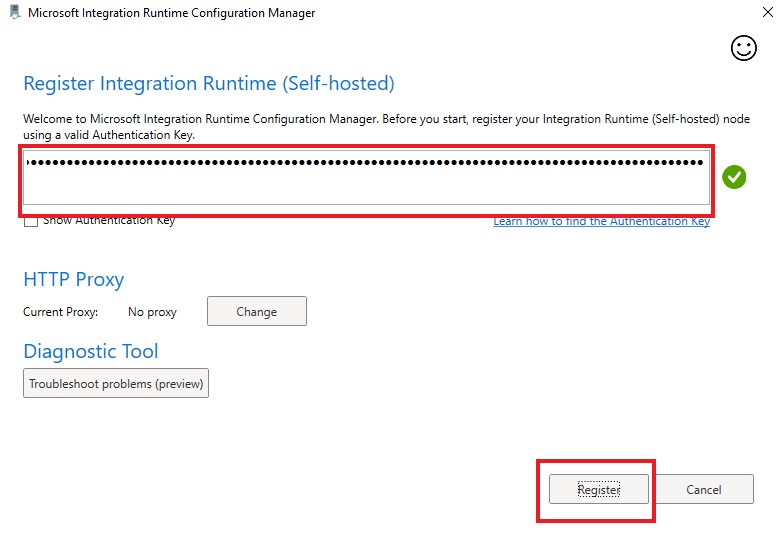 Microsoft Integration Runtime Configuration Manager
Register Integration Runtime (Self-hosted)
Welcome to Microsoft Integration Runtime Configuration Manager. Before you start, register your Integration Runtime (Self-hosted) node
using a valid Authentication Key.
Show Authentication Key
Learn how to find the Authentication Key
HTTP Proxy
Current Proxy: No proxy Change
Diagnostic Tool
Troubleshoot problems (preview)
Register Cancel